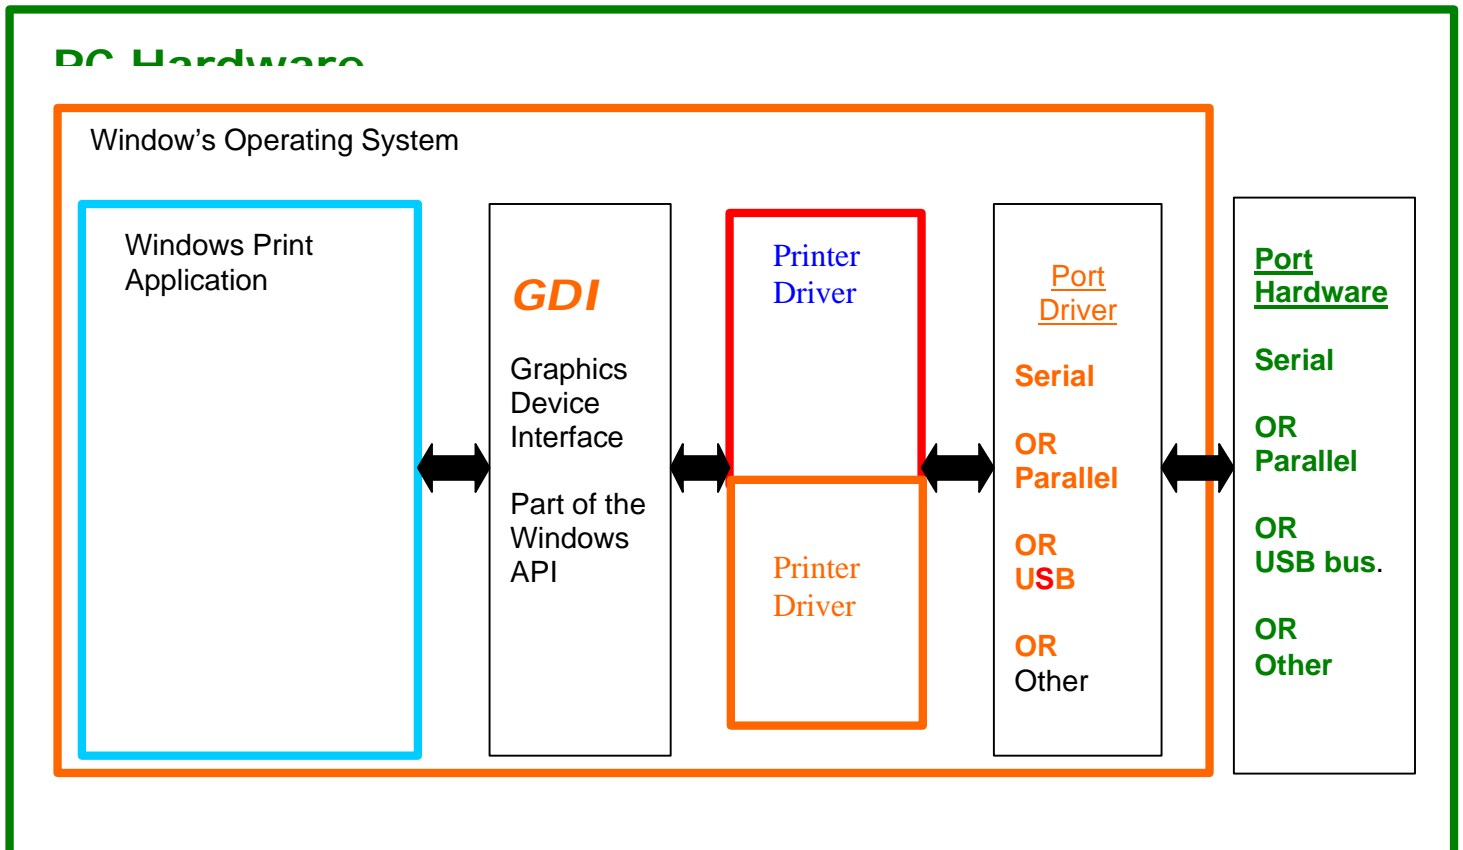 PC Hardware
Window's Operating System
Windows Print
Application
GDI
Graphics
Device
Interface
Part of the
Windows
API
Printer
Driver
Printer
Driver
Port
Driver
Serial
OR
Parallel
OR
USB
OR
Other
Port
Hardware
Serial
OR
Parallel
OR
USB bus.
OR
Other